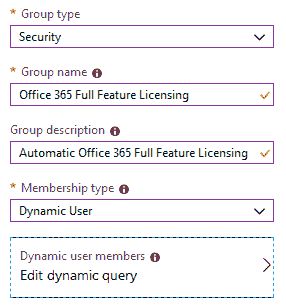 * Group type
Security
* Group name
Office 365 Full Feature Licensing
Group description
Automatic Office 365 Full Feature Licensing
* Membership type
Dynamic User
Dynamic user members
Edit dynamic query